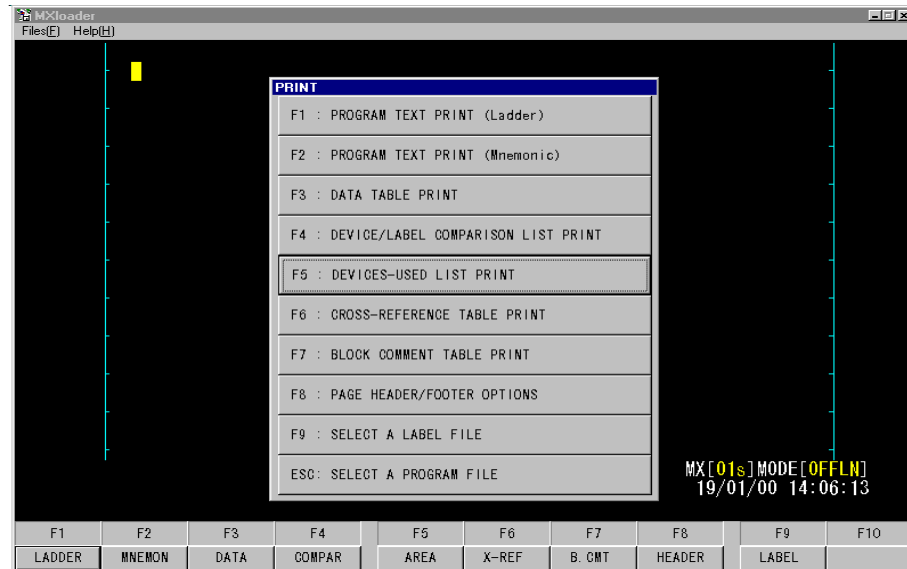 MXloader
Files(F) Help(H)
PRINT
F1 : PROGRAM TEXT PRINT (Ladder)
F2 : PROGRAM TEXT PRINT (Mnemonic)
F3 : DATA TABLE PRINT
F4 : DEVICE/LABEL COMPARISON LIST PRINT
F5 : DEVICES-USED LIST PRINT
F6 : CROSS-REFERENCE TABLE PRINT
F7 : BLOCK COMMENT TABLE PRINT
F8 : PAGE HEADER/FOOTER OPTIONS
F9 : SELECT A LABEL FILE
ESC: SELECT A PROGRAM FILE
MX[01s]MODE[OFFLN]
19/01/00 14:06:13
F1 F2 F3 F4 F5 F6 F7 F8 F9 F10
LADDER MNEMON DATA COMPAR AREA X-REF B. CMT HEADER LABEL